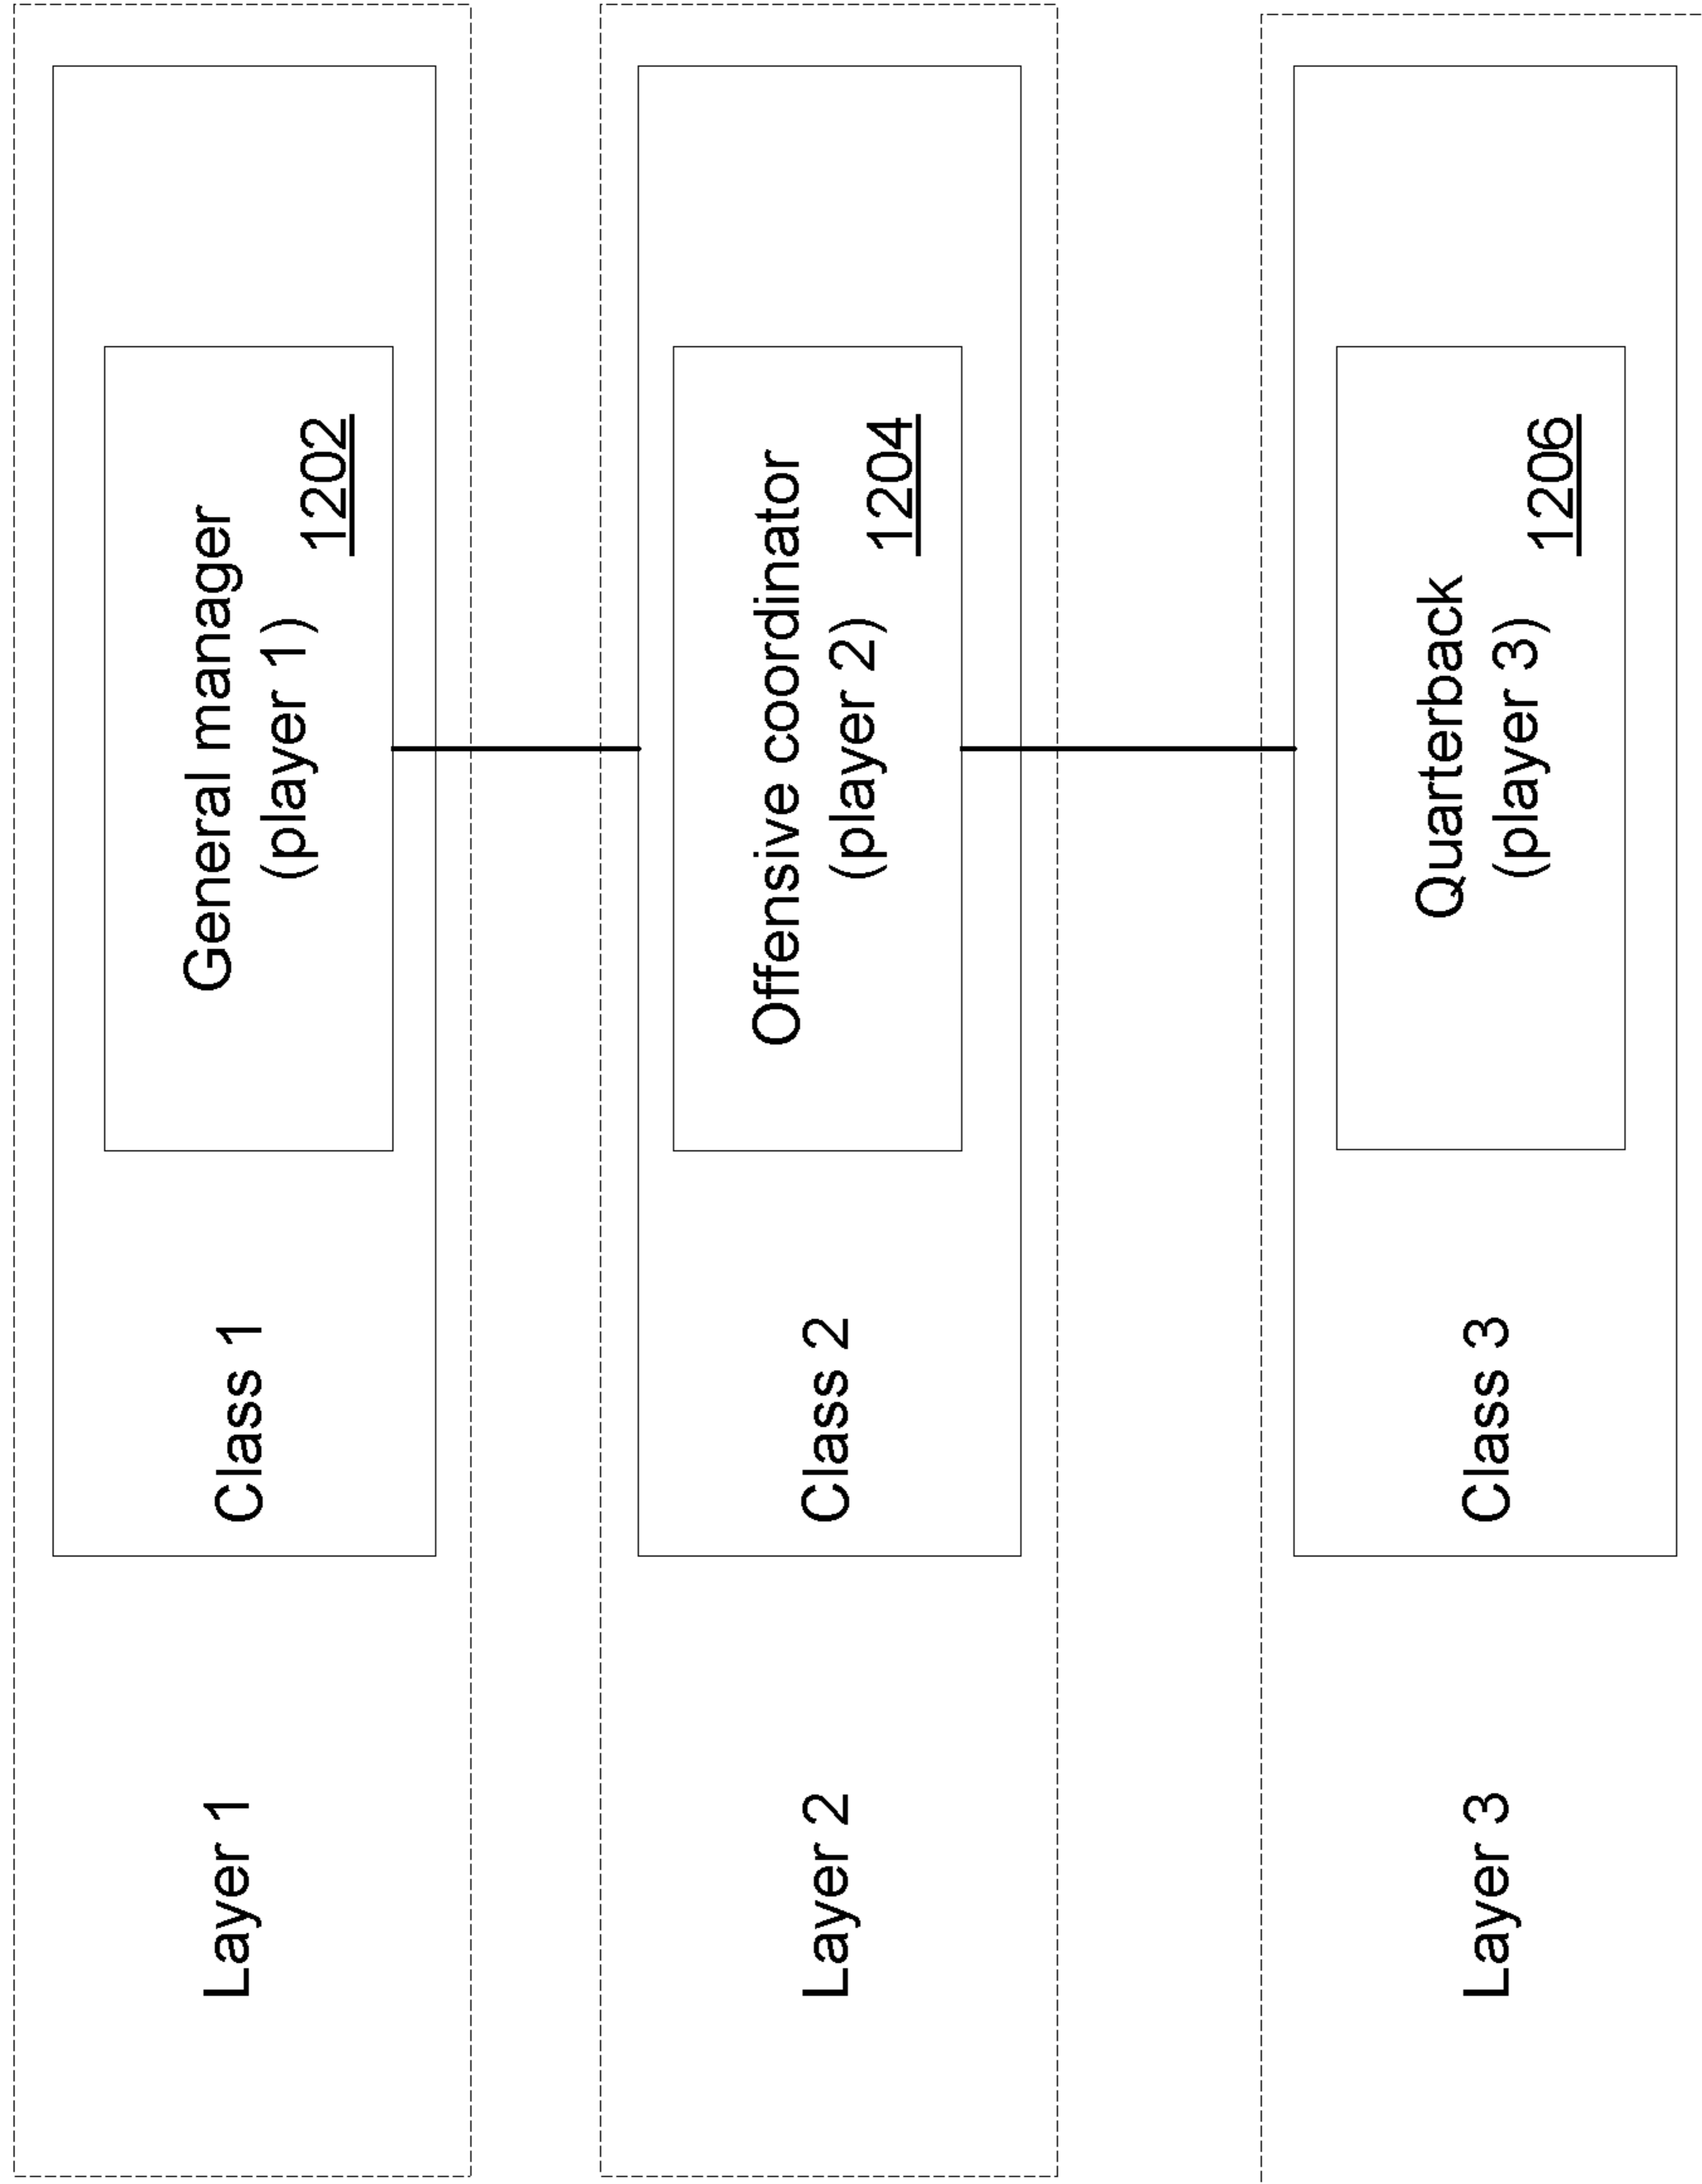 Layer 1
Class 1
General manager
(player 1)
1202
Layer 2
Class 2
Offensive coordinator
(player 2)
1204
Layer 3
Class 3
Quarterback
(player 3)
1206